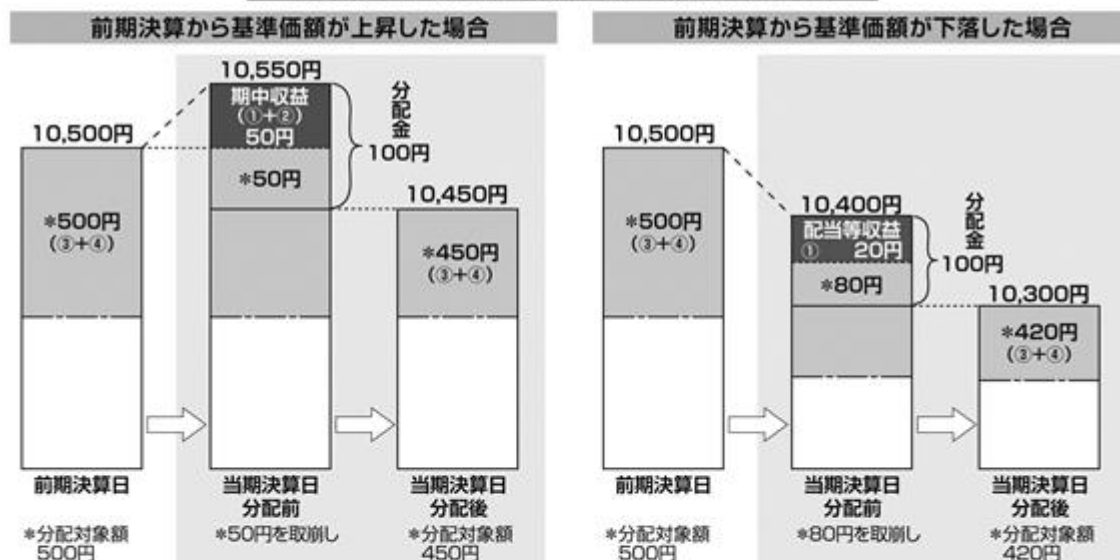 前期決算から基準価額が上昇した場合
10,550円
期中収益
(①+②)
50円
分配金
100円
10,500円
*50円
10,450円
*500円
(③+④)
*450円
(③+④)
前期決算日
当期決算日
分配前
当期決算日
分配後
*分配対象額
500円
*50円を取崩し
*分配対象額
450円
前期決算から基準価額が下落した場合
10,500円
*500円
(③+④)
10,400円
配当等収益
① 20円
分配金
100円
*80円
10,300円
*420円
(③+④)
前期決算日
当期決算日
分配前
当期決算日
分配後
*分配対象額
500円
*80円を取崩し
*分配対象額
420円